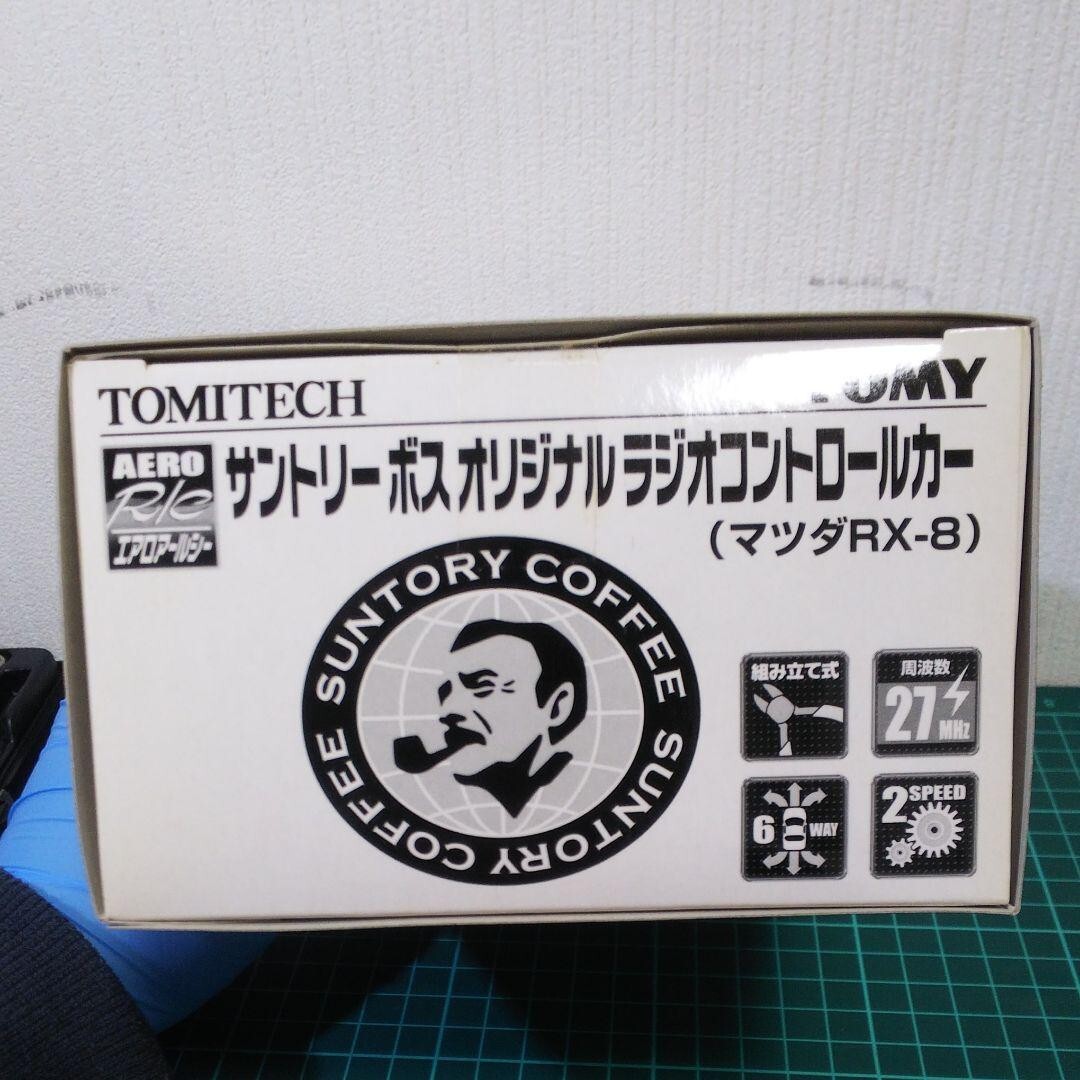 TOMITECH
TOMY
AERO
R/C
エアロアールシー
サントリー ボス オリジナル ラジオコントロールカー
(マツダRX-8)
SUNTORY COFFEE SUNTORY COFFEE
組み立て式
周波数
27
MHz
6 WAY
2 SPEED